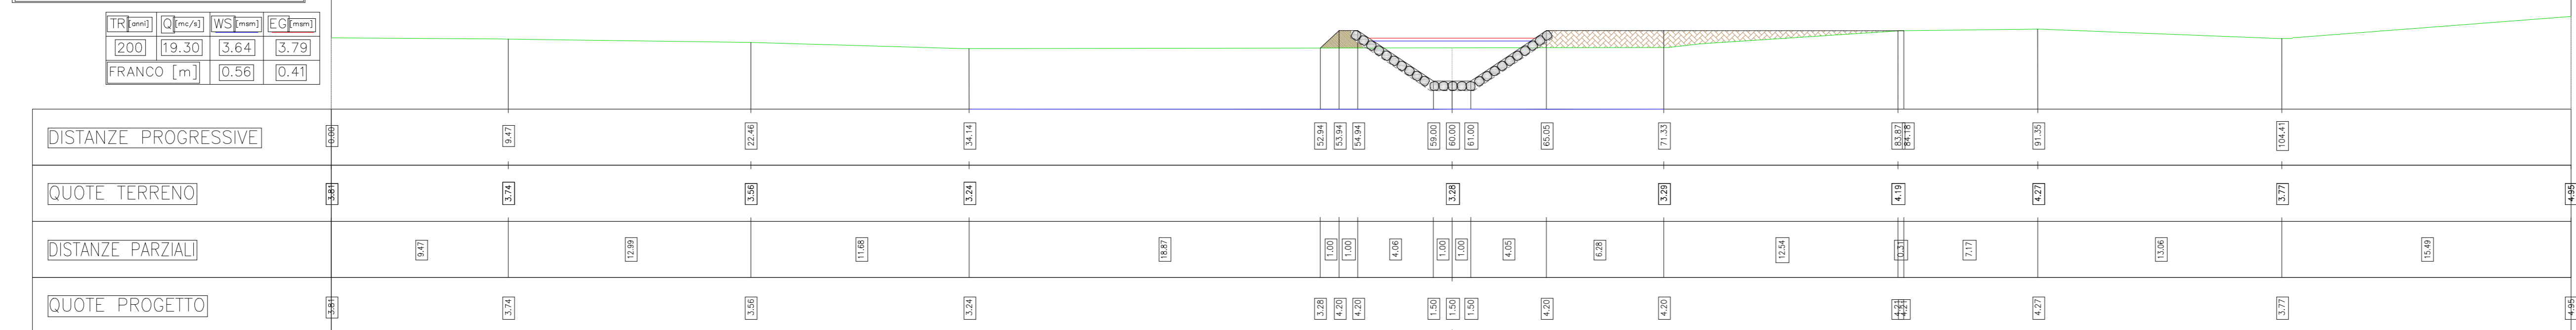 TR[anni] Q[mc/s] WS[msm] EG[msm]
200 19.30 3.64 3.79
FRANCO [m] 0.56 0.41
DISTANZE PROGRESSIVE 0.00 9.47 22.46 34.14 52.94 53.94 54.94 59.00 60.00 61.00 65.05 71.33 83.87 84.18 91.35 104.41
QUOTE TERRENO 3.81 3.74 3.56 3.24 3.28 3.29 4.19 4.27 3.77 4.95
DISTANZE PARZIALI 9.47 12.99 11.68 18.87 1.00 1.00 4.06 1.00 1.00 4.05 6.28 12.54 0.31 7.17 13.06 15.49
QUOTE PROGETTO 3.81 3.74 3.56 3.24 3.28 4.20 4.20 1.50 1.50 1.50 4.20 4.20 4.21 4.21 4.27 3.77 4.95